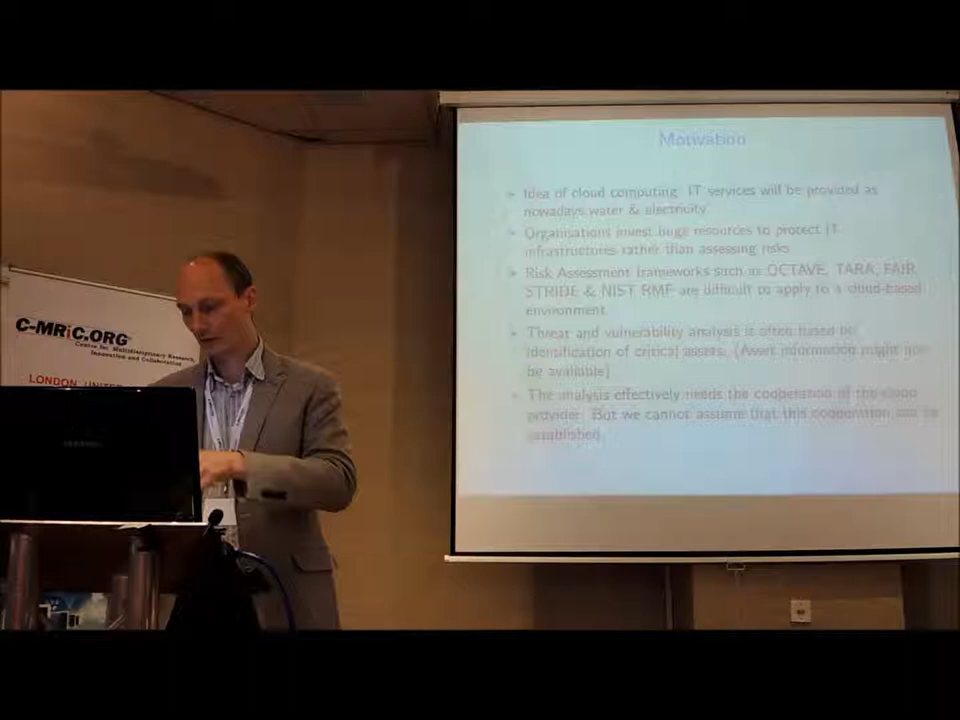 C-MRiC.ORG
Centre for Multidisciplinary Research,
Innovation and Collaboration
LONDON, UNITED
SAMSUNG
Motivation
Idea of cloud computing: IT services will be provided as
nowadays water & electricity.
Organisations invest huge resources to protect IT
infrastructures rather than assessing risks.
Risk Assessment frameworks such as OCTAVE, TARA, FAIR,
STRIDE & NIST RMF are difficult to apply to a cloud-based
environment.
Threat and vulnerability analysis is often based on
identification of critical assets. (Asset information might not
be available)
The analysis effectively needs the cooperation of the cloud
provider. But we cannot assume that this cooperation can be
established.